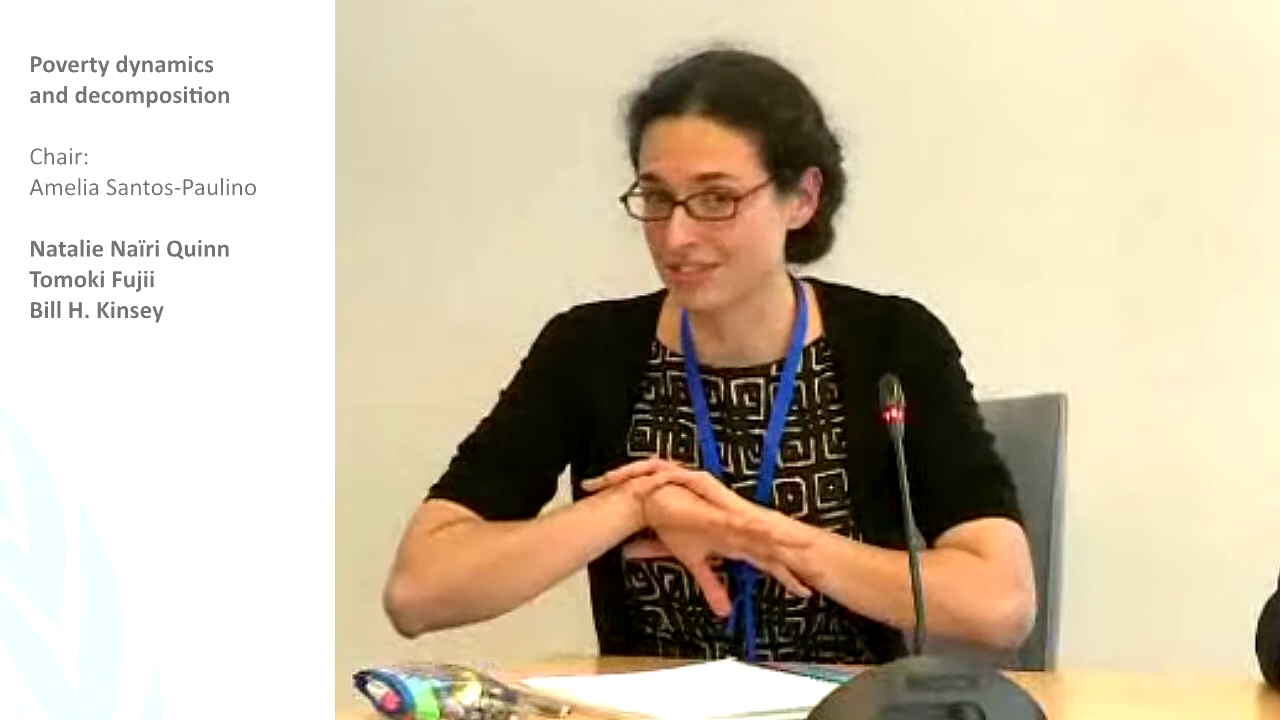 Poverty dynamics
and decomposition
Chair:
Amelia Santos-Paulino
Natalie Naïri Quinn
Tomoki Fujii
Bill H. Kinsey